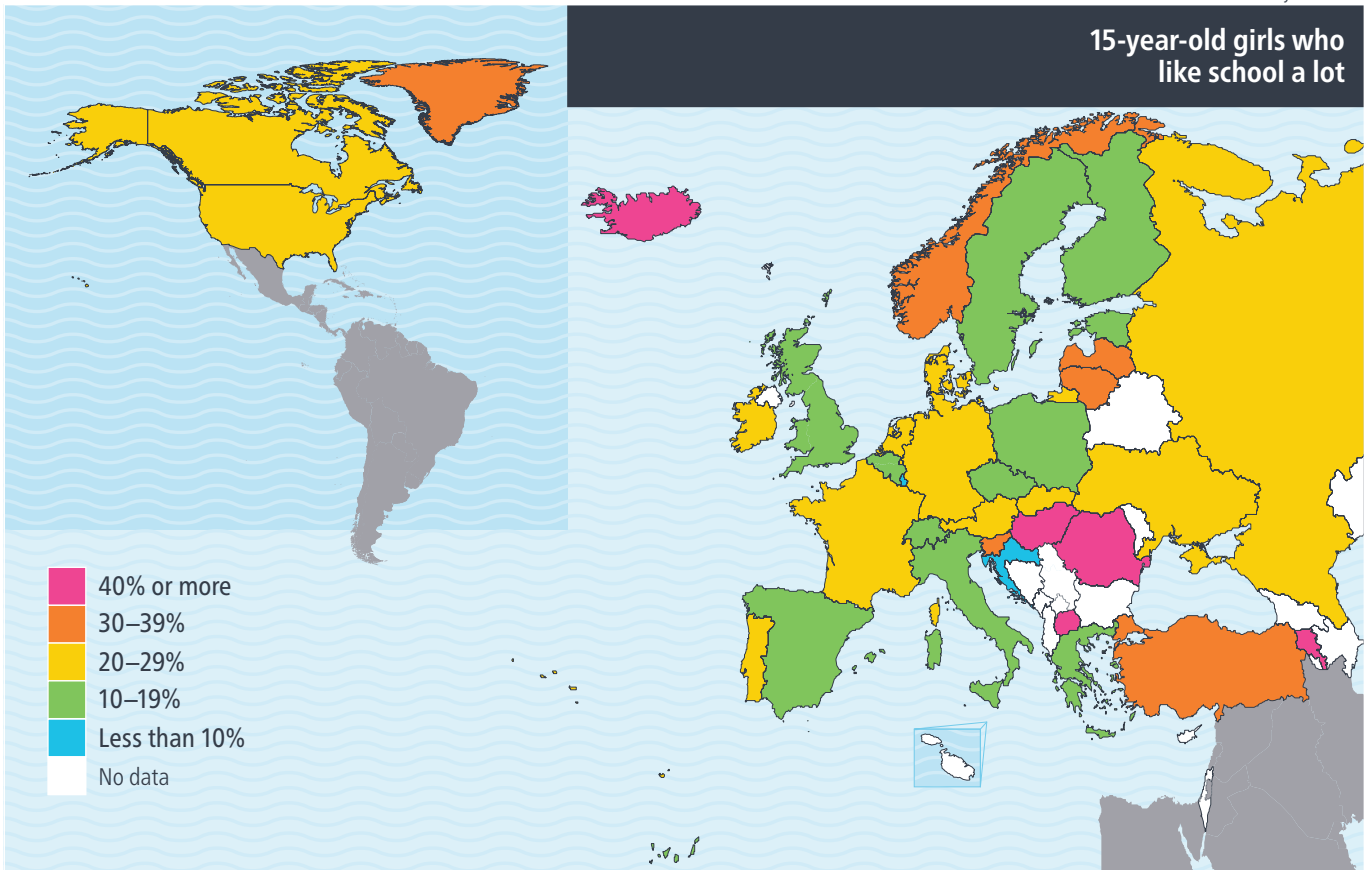 15-year-old girls who
like school a lot
40% or more
30–39%
20–29%
10–19%
Less than 10%
No data